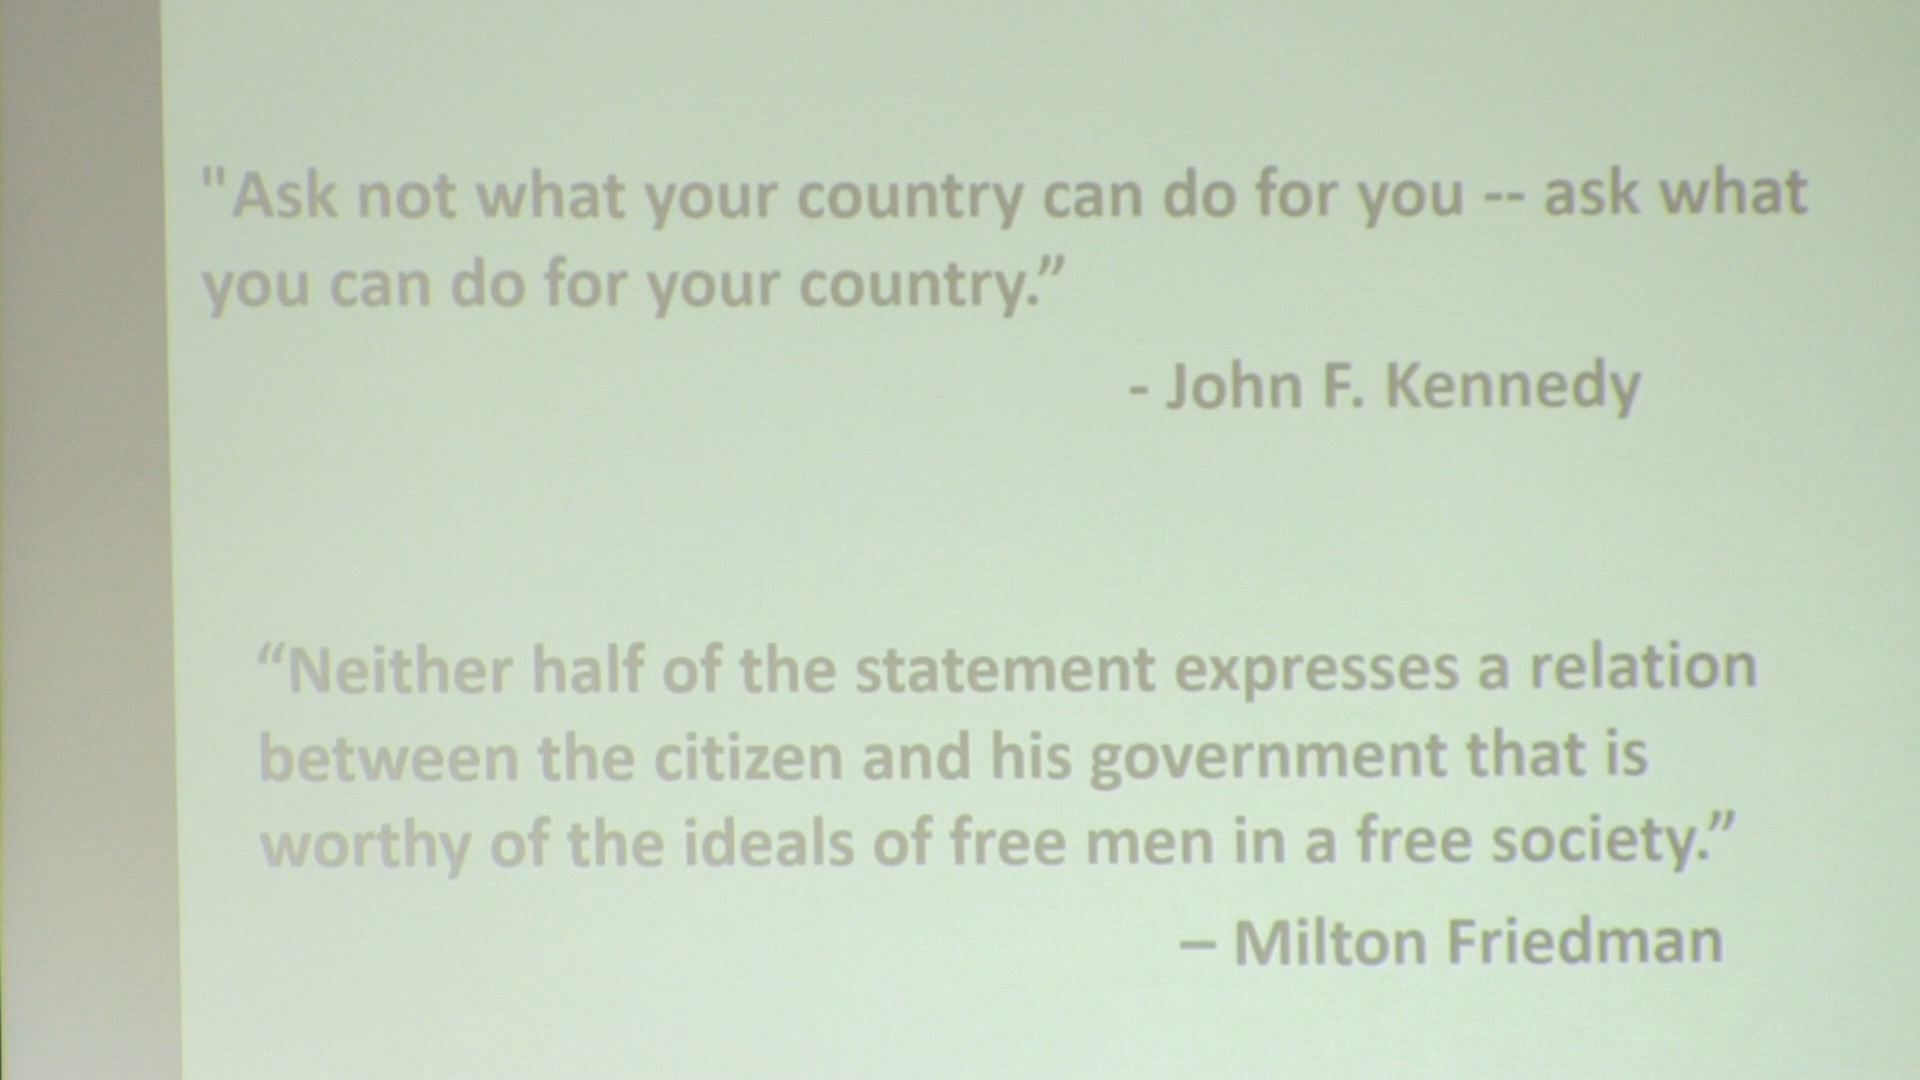 "Ask not what your country can do for you -- ask what
you can do for your country.”
- John F. Kennedy
“Neither half of the statement expresses a relation
between the citizen and his government that is
worthy of the ideals of free men in a free society.”
– Milton Friedman